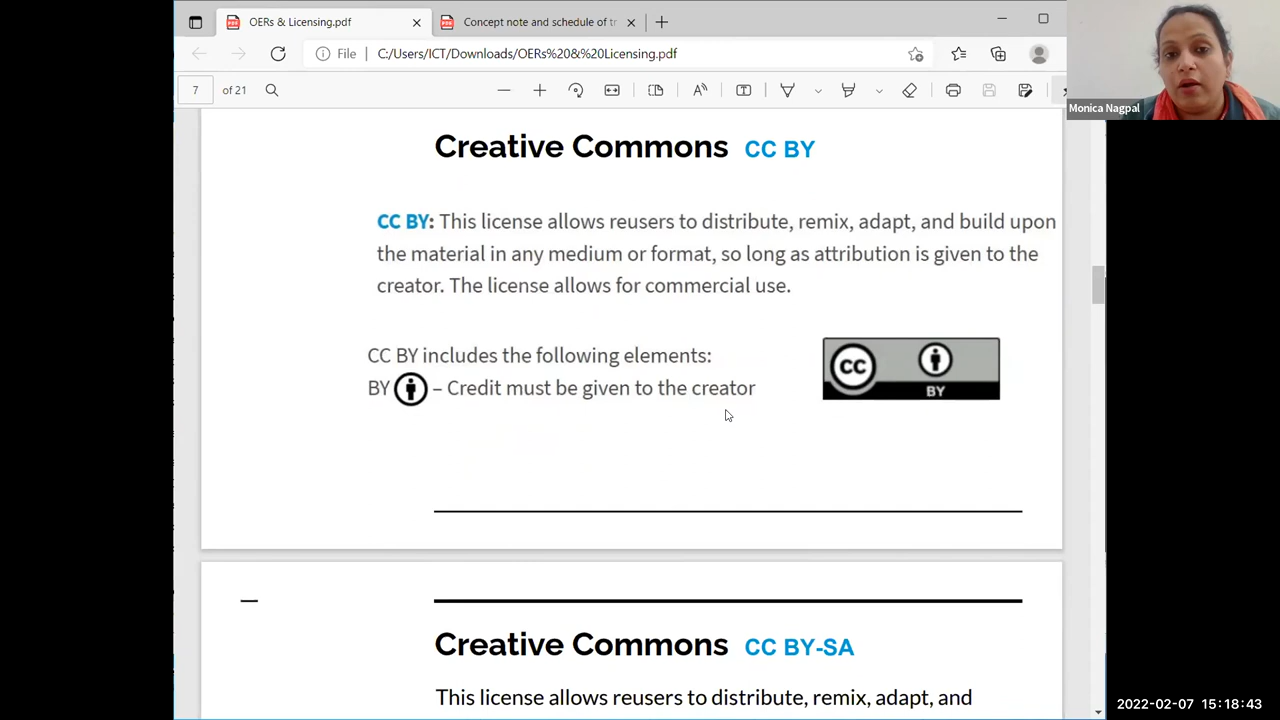 OERs & Licensing.pdf
Concept note and schedule of tr
File
C:/Users/ICT/Downloads/OERs%20&%20Licensing.pdf
7 of 21
Monica Nagpal
Creative Commons CC BY
CC BY: This license allows reusers to distribute, remix, adapt, and build upon
the material in any medium or format, so long as attribution is given to the
creator. The license allows for commercial use.
CC BY includes the following elements:
BY – Credit must be given to the creator
CC
BY
Creative Commons CC BY-SA
This license allows reusers to distribute, remix, adapt, and
2022-02-07 15:18:43